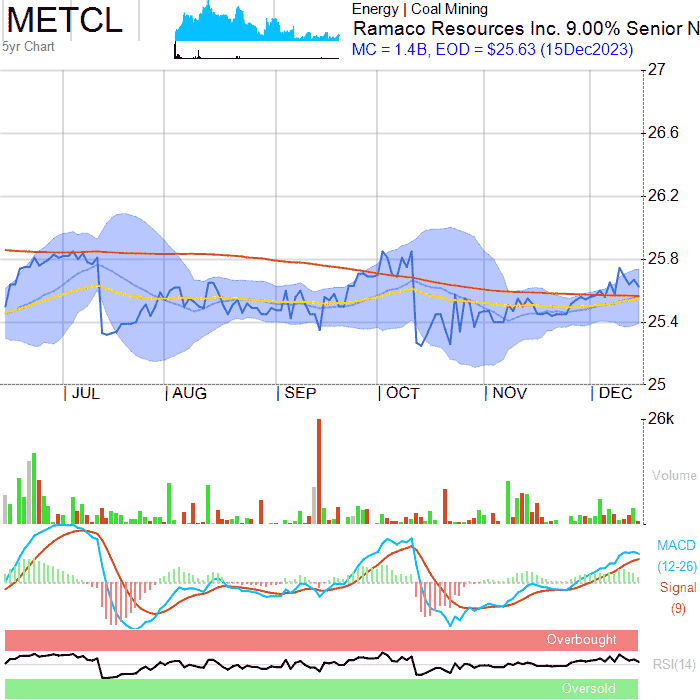 METCL
5yr Chart
Energy | Coal Mining
Ramaco Resources Inc. 9.00% Senior N
MC = 1.4B, EOD = $25.63 (15Dec2023)
27
26.6
26.2
25.8
25.4
25
JUL AUG SEP OCT NOV DEC
26k
Volume
MACD
(12-26)
Signal
(9)
Overbought
RSI(14)
Oversold